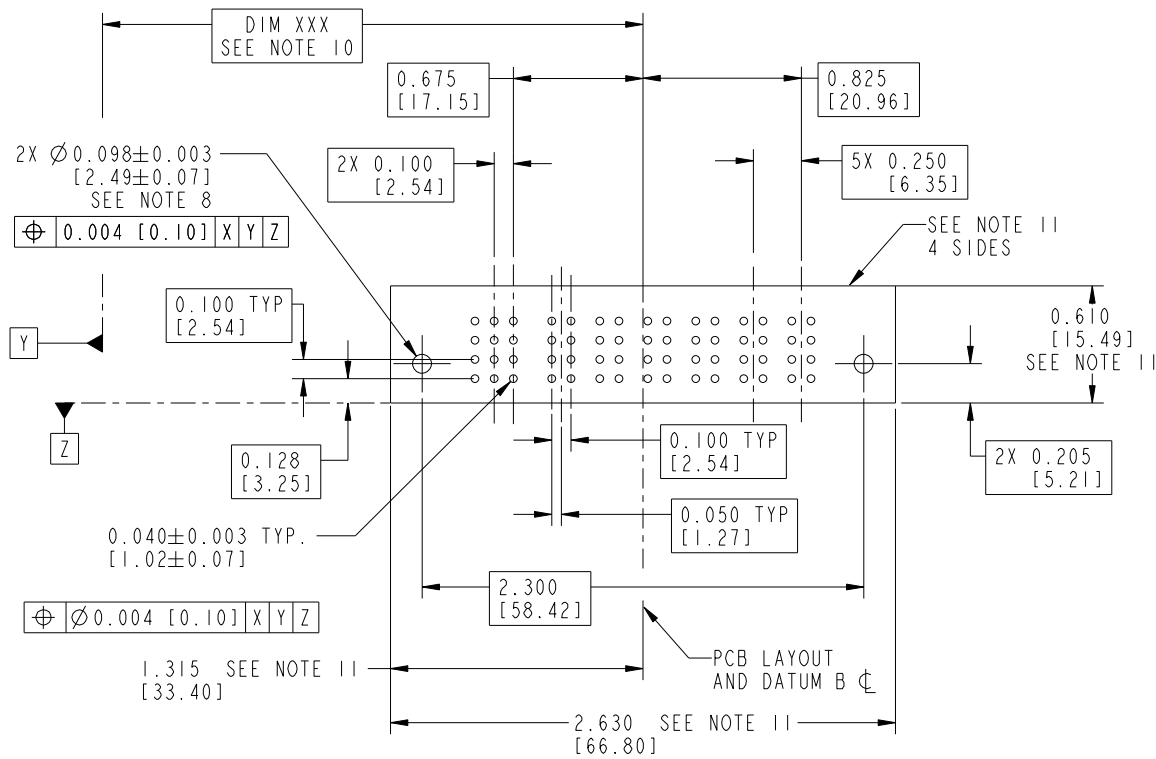 DIM XXX
SEE NOTE 10
0.675
[17.15]
0.825
[20.96]
2X Ø0.098±0.003
[2.49±0.07]
SEE NOTE 8
⌖ 0.004 [0.10] X Y Z
2X 0.100
[2.54]
5X 0.250
[6.35]
SEE NOTE 11
4 SIDES
0.100 TYP
[2.54]
Y
0.610
[15.49]
SEE NOTE 11
Z
0.128
[3.25]
0.100 TYP
[2.54]
2X 0.205
[5.21]
0.050 TYP
[1.27]
0.040±0.003 TYP.
[1.02±0.07]
⌖ Ø0.004 [0.10] X Y Z
2.300
[58.42]
1.315 SEE NOTE 11
[33.40]
PCB LAYOUT
AND DATUM B ℄
2.630 SEE NOTE 11
[66.80]